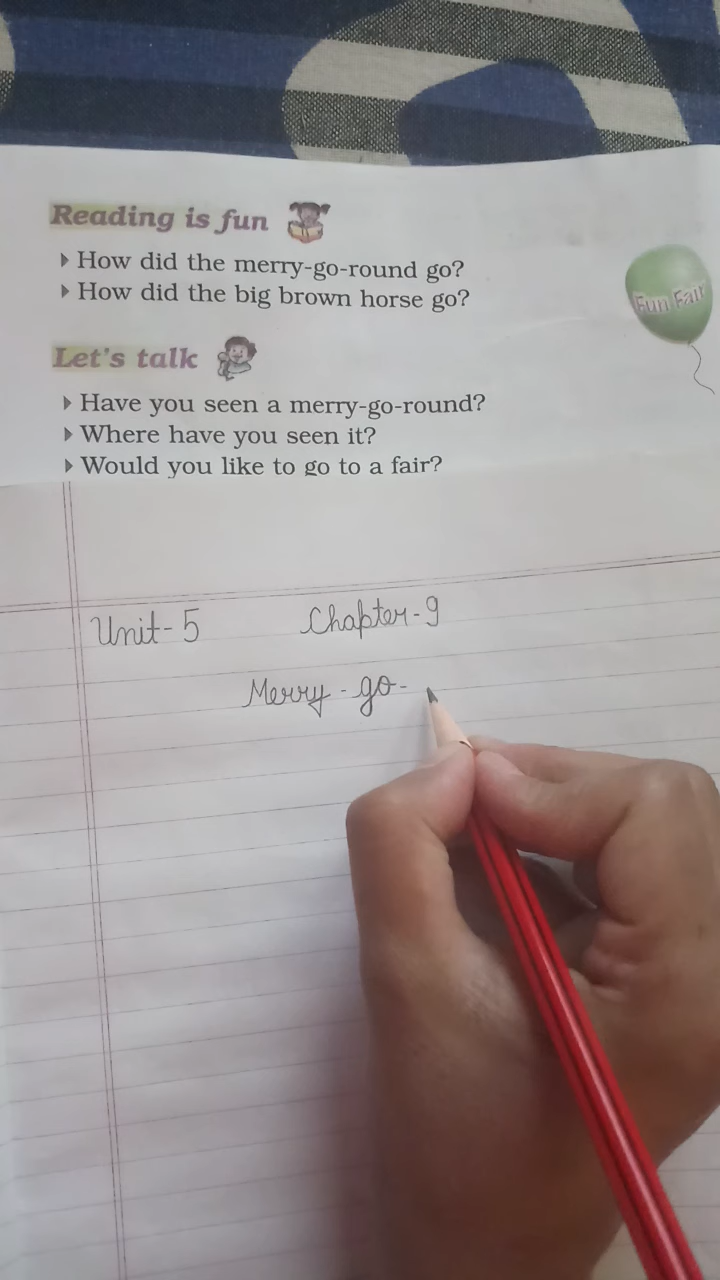 Reading is fun
How did the merry-go-round go?
How did the big brown horse go?
Fun Fair
Let's talk
Have you seen a merry-go-round?
Where have you seen it?
Would you like to go to a fair?
Unit-5 Chapter-9
Merry-go-